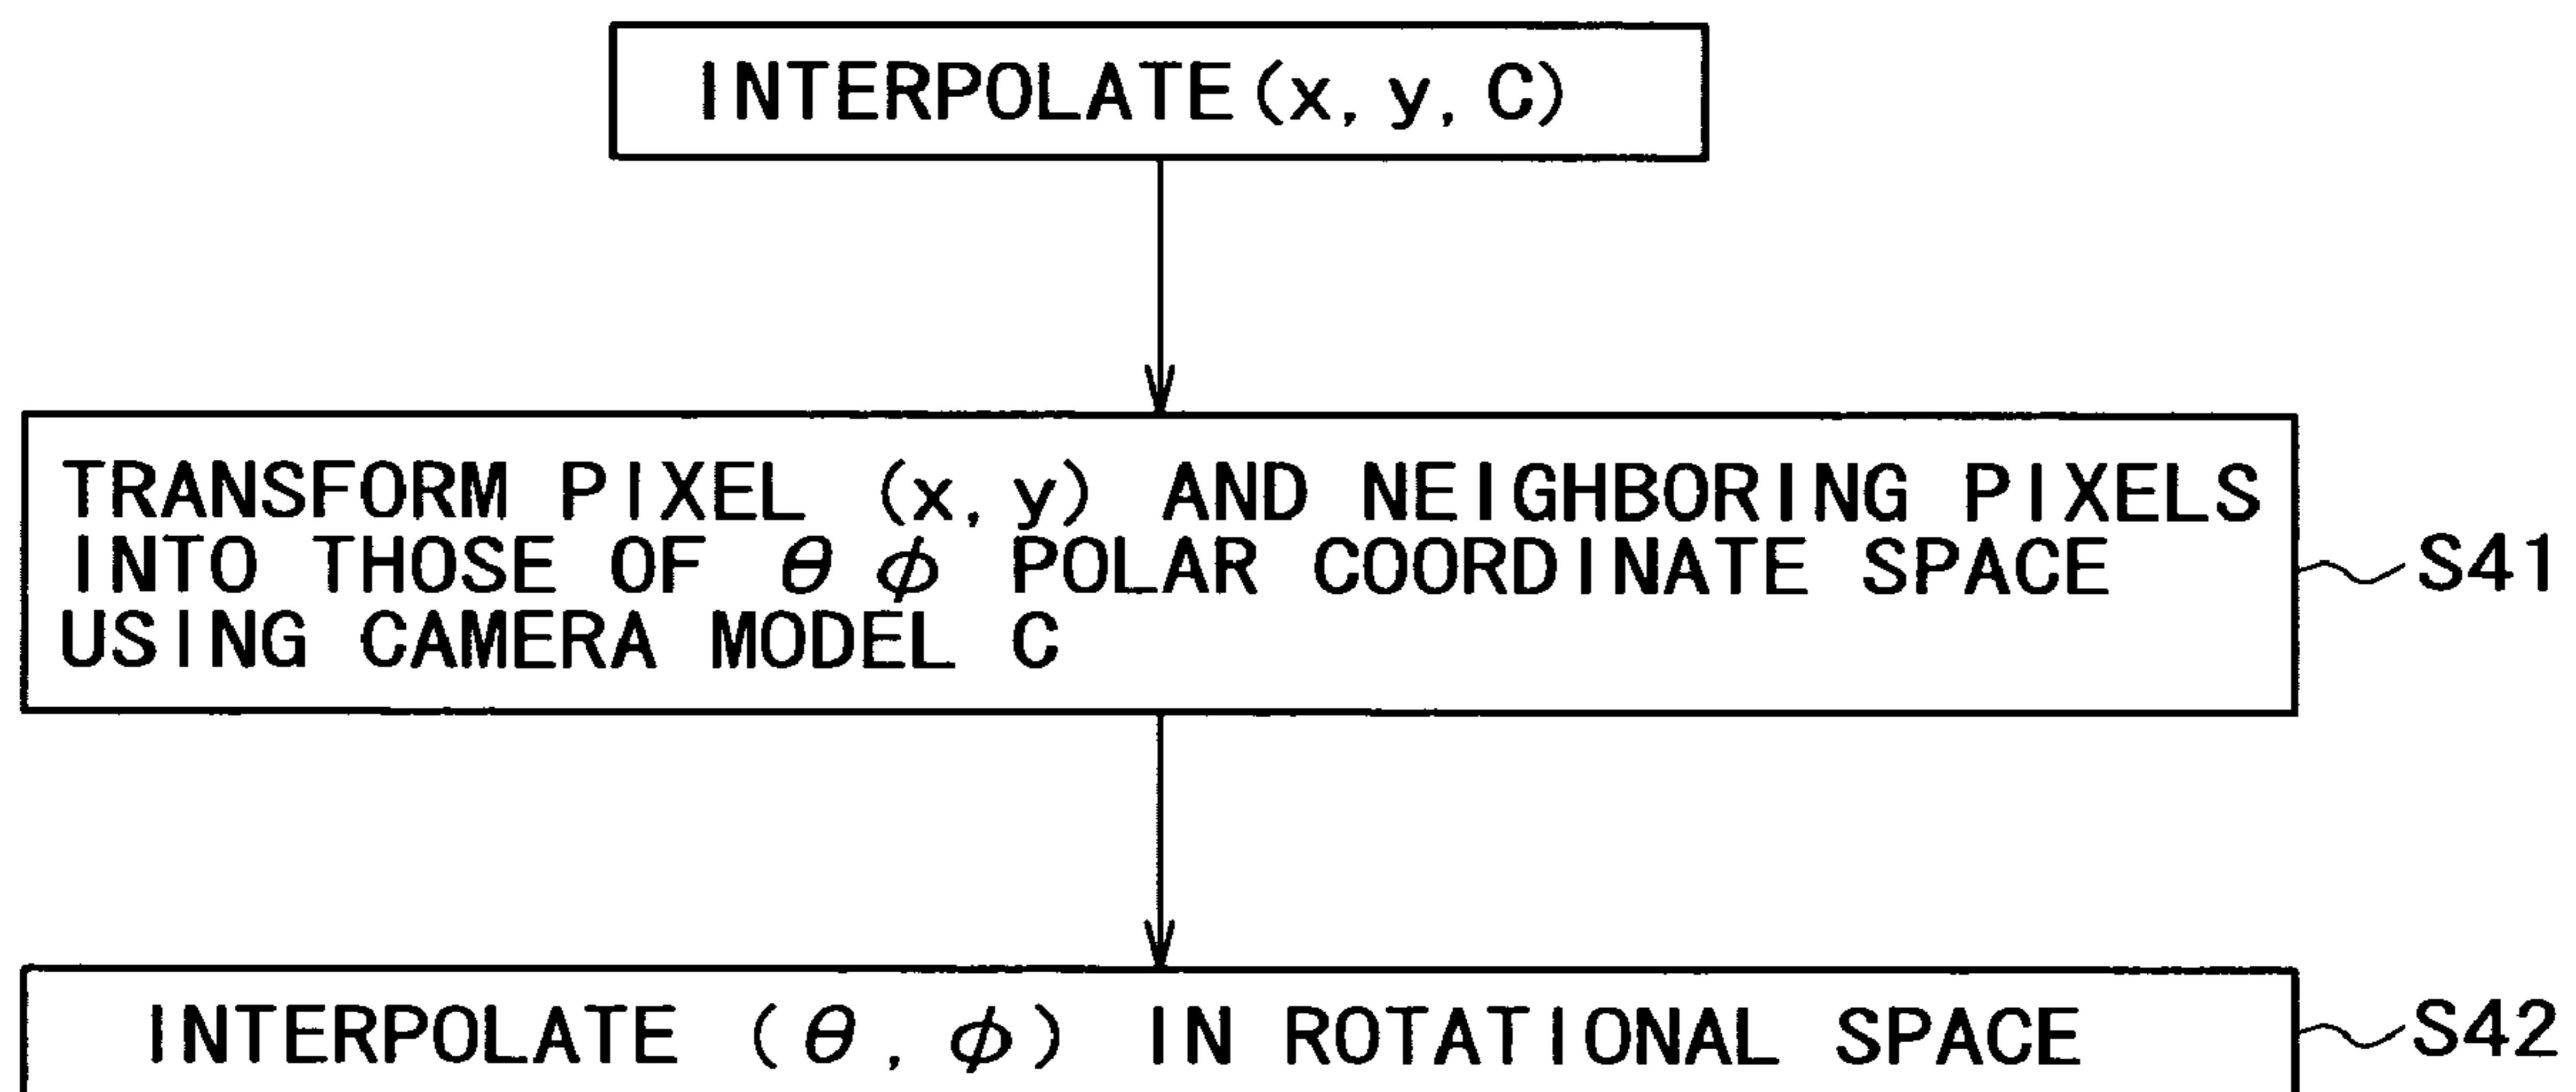 INTERPOLATE(x, y, C)
TRANSFORM PIXEL (x, y) AND NEIGHBORING PIXELS
INTO THOSE OF θ φ POLAR COORDINATE SPACE
USING CAMERA MODEL C
S41
INTERPOLATE (θ, φ) IN ROTATIONAL SPACE
S42